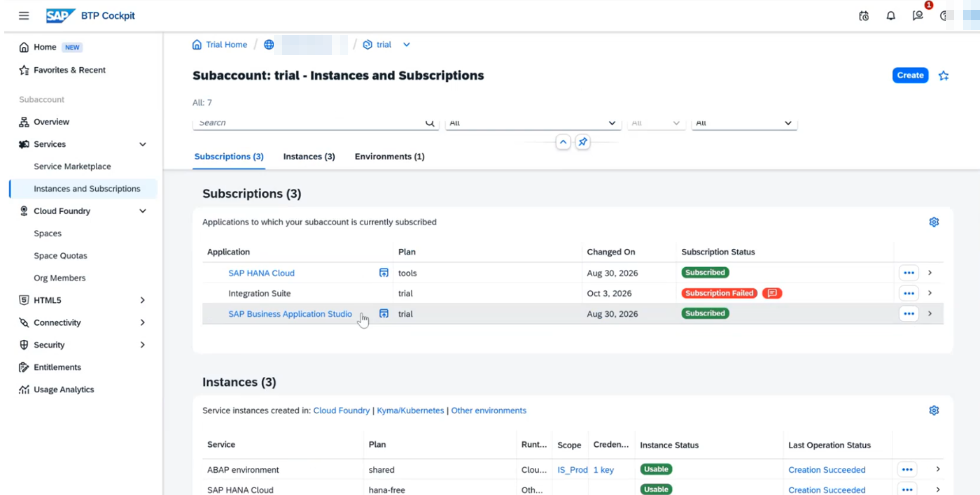 SAP BTP Cockpit
1
Home NEW
Favorites & Recent
Subaccount
Overview
Services
Service Marketplace
Instances and Subscriptions
Cloud Foundry
Spaces
Space Quotas
Org Members
HTML5
Connectivity
Security
Entitlements
Usage Analytics
Trial Home / / trial
Subaccount: trial - Instances and Subscriptions
Create
All: 7
Search All All All
Subscriptions (3) Instances (3) Environments (1)
Subscriptions (3)
Applications to which your subaccount is currently subscribed
Application Plan Changed On Subscription Status
SAP HANA Cloud tools Aug 30, 2026 Subscribed
Integration Suite trial Oct 3, 2026 Subscription Failed
SAP Business Application Studio trial Aug 30, 2026 Subscribed
Instances (3)
Service instances created in: Cloud Foundry | Kyma/Kubernetes | Other environments
Service Plan Runt... Scope Creden... Instance Status Last Operation Status
ABAP environment shared Clou... IS_Prod 1 key Usable Creation Succeeded
SAP HANA Cloud hana-free Oth... Usable Creation Succeeded